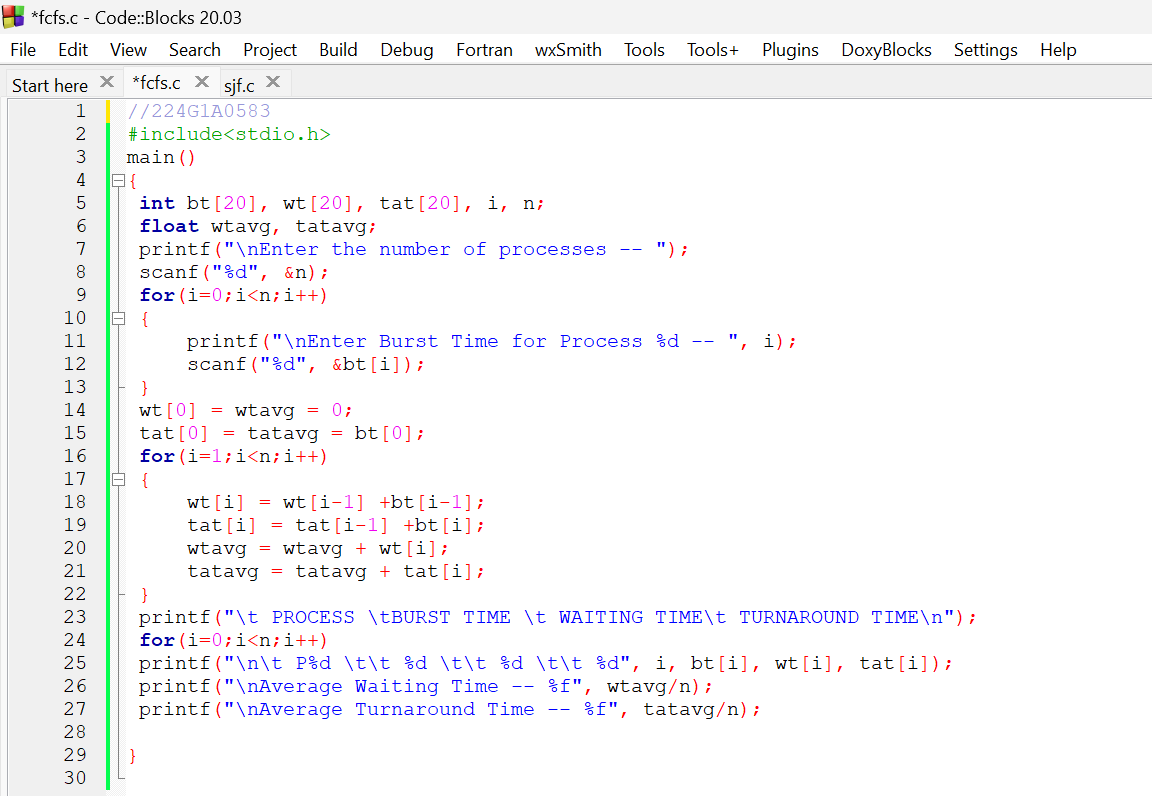 *fcfs.c - Code::Blocks 20.03
File Edit View Search Project Build Debug Fortran wxSmith Tools Tools+ Plugins DoxyBlocks Settings Help
Start here *fcfs.c sjf.c
1 //224G1A0583
2 #include<stdio.h>
3 main()
4 {
5 int bt[20], wt[20], tat[20], i, n;
6 float wtavg, tatavg;
7 printf("\nEnter the number of processes -- ");
8 scanf("%d", &n);
9 for(i=0;i<n;i++)
10 {
11 printf("\nEnter Burst Time for Process %d -- ", i);
12 scanf("%d", &bt[i]);
13 }
14 wt[0] = wtavg = 0;
15 tat[0] = tatavg = bt[0];
16 for(i=1;i<n;i++)
17 {
18 wt[i] = wt[i-1] +bt[i-1];
19 tat[i] = tat[i-1] +bt[i];
20 wtavg = wtavg + wt[i];
21 tatavg = tatavg + tat[i];
22 }
23 printf("\t PROCESS \tBURST TIME \t WAITING TIME\t TURNAROUND TIME\n");
24 for(i=0;i<n;i++)
25 printf("\n\t P%d \t\t %d \t\t %d \t\t %d", i, bt[i], wt[i], tat[i]);
26 printf("\nAverage Waiting Time -- %f", wtavg/n);
27 printf("\nAverage Turnaround Time -- %f", tatavg/n);
28
29 }
30